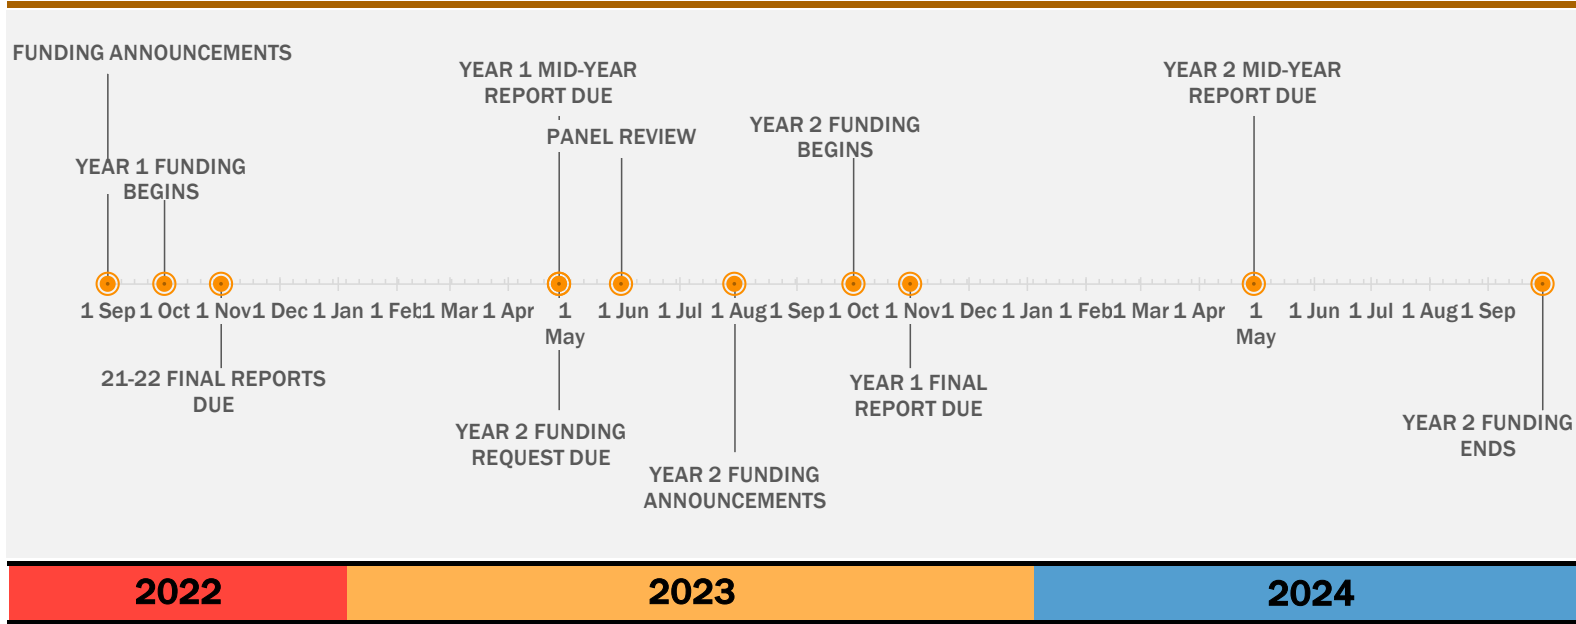 FUNDING ANNOUNCEMENTS
YEAR 1 MID-YEAR
REPORT DUE
YEAR 2 MID-YEAR
REPORT DUE
PANEL REVIEW
YEAR 2 FUNDING
BEGINS
YEAR 1 FUNDING
BEGINS
1 Sep 1 Oct 1 Nov 1 Dec 1 Jan 1 Feb 1 Mar 1 Apr 1 May 1 Jun 1 Jul 1 Aug 1 Sep 1 Oct 1 Nov 1 Dec 1 Jan 1 Feb 1 Mar 1 Apr 1 May 1 Jun 1 Jul 1 Aug 1 Sep
21-22 FINAL REPORTS
DUE
YEAR 1 FINAL
REPORT DUE
YEAR 2 FUNDING
REQUEST DUE
YEAR 2 FUNDING
ENDS
YEAR 2 FUNDING
ANNOUNCEMENTS
2022 2023 2024